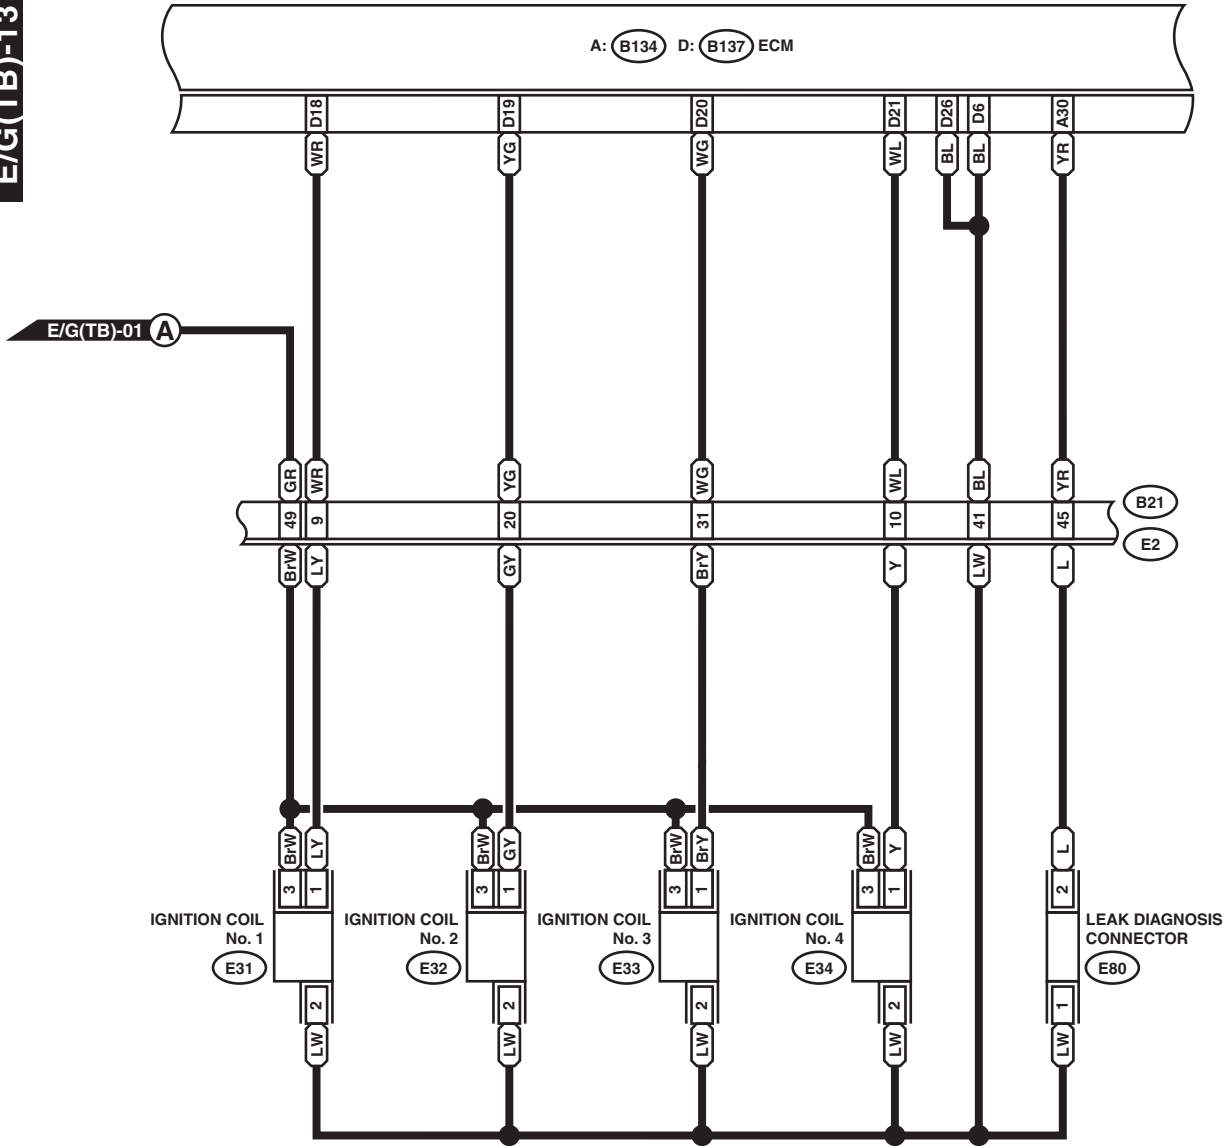 E/G(TB)-13
A: B134 D: B137 ECM
D18 D19 D20 D21 D26 D6 A30
WR YG WG WL BL BL YR
E/G(TB)-01 A
GR WR YG WG WL BL YR
B21
49 9 20 31 10 41 45
E2
BrW LY GY BrY Y LW L
BrW LY BrW GY BrW BrY BrW Y L
3 1 3 1 3 1 3 1 2
IGNITION COIL
No. 1
E31
IGNITION COIL
No. 2
E32
IGNITION COIL
No. 3
E33
IGNITION COIL
No. 4
E34
LEAK DIAGNOSIS
CONNECTOR
E80
2 2 2 2 1
LW LW LW LW LW